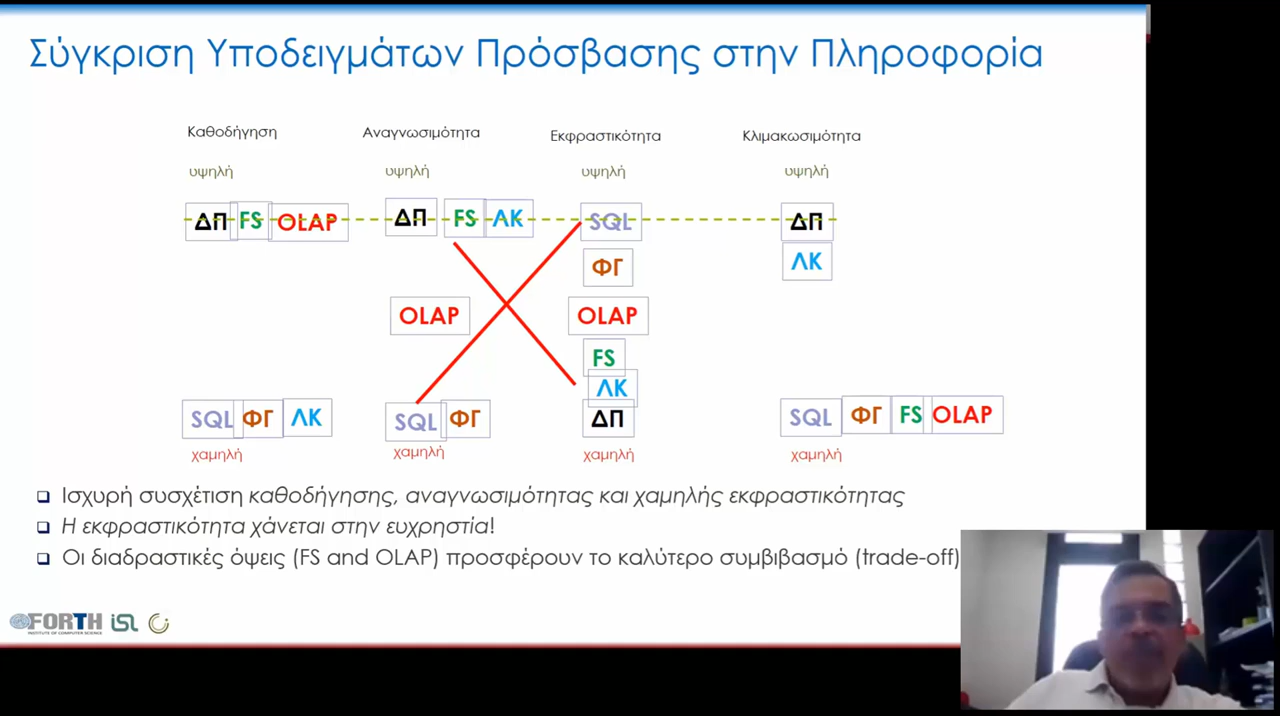 Σύγκριση Υποδειγμάτων Πρόσβασης στην Πληροφορία
Καθοδήγηση Αναγνωσιμότητα Εκφραστικότητα Κλιμακωσιμότητα
υψηλή υψηλή υψηλή υψηλή
ΔΠ FS OLAP ΔΠ FS ΛΚ SQL ΔΠ
ΦΓ ΛΚ
OLAP OLAP
FS
ΛΚ
SQL ΦΓ ΛΚ SQL ΦΓ ΔΠ SQL ΦΓ FS OLAP
χαμηλή χαμηλή χαμηλή χαμηλή
Ισχυρή συσχέτιση καθοδήγησης, αναγνωσιμότητας και χαμηλής εκφραστικότητας
Η εκφραστικότητα χάνεται στην ευχρηστία!
Οι διαδραστικές όψεις (FS and OLAP) προσφέρουν το καλύτερο συμβιβασμό (trade-off)
FORTH isl
INSTITUTE OF COMPUTER SCIENCE